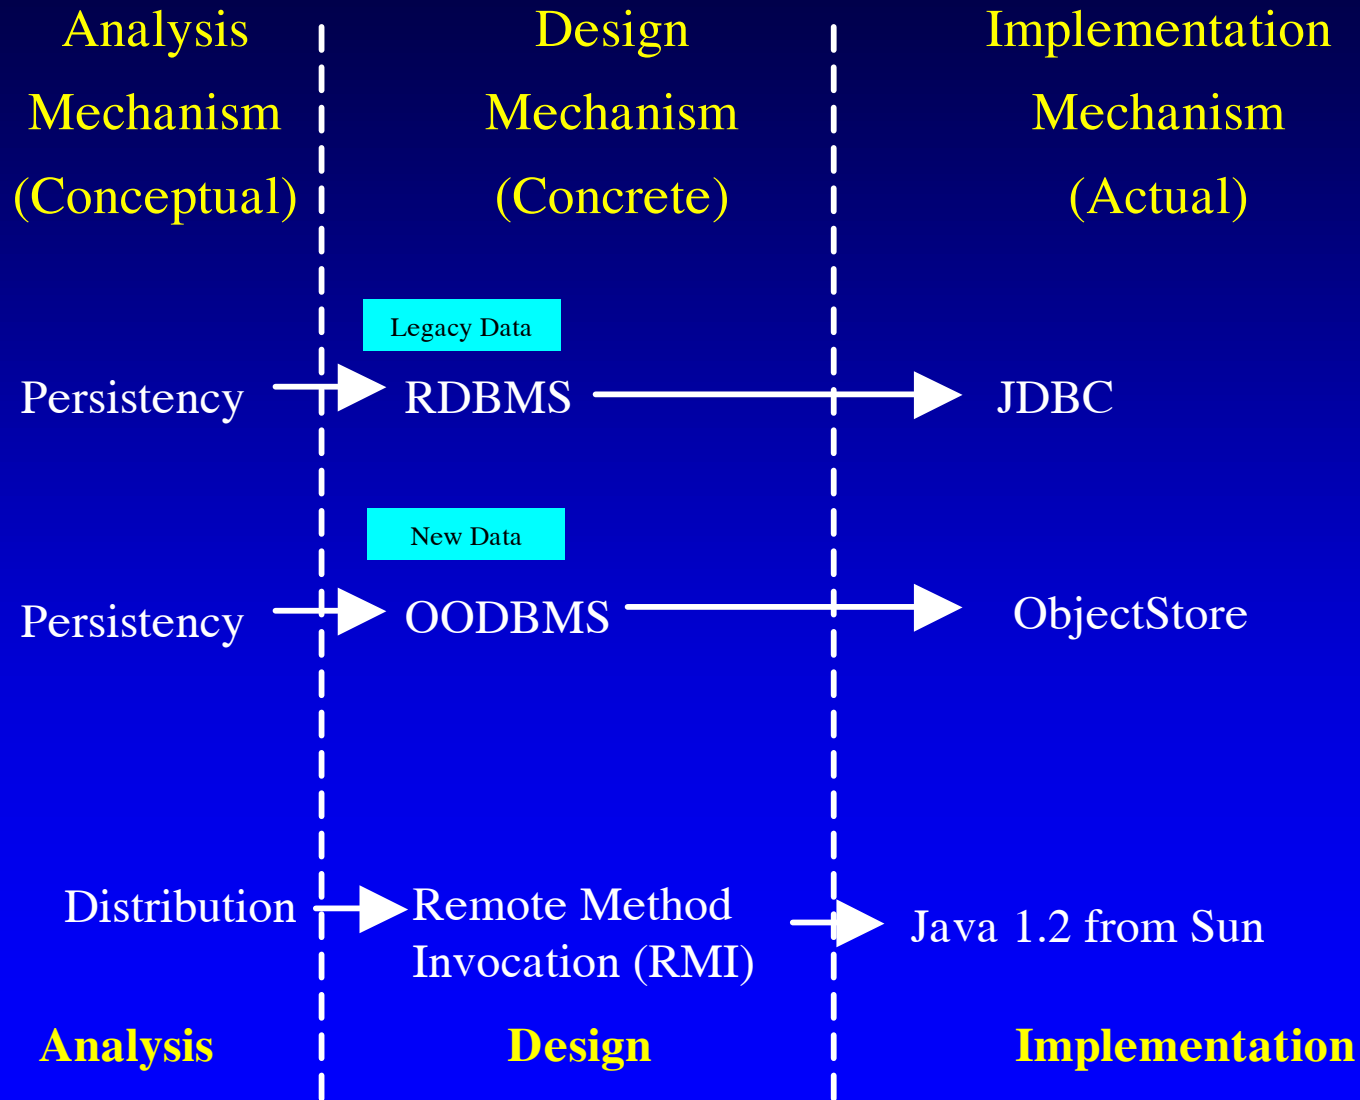 Analysis
Mechanism
(Conceptual)
Design
Mechanism
(Concrete)
Implementation
Mechanism
(Actual)
Legacy Data
Persistency
RDBMS
JDBC
New Data
Persistency
OODBMS
ObjectStore
Distribution
Remote Method
Invocation (RMI)
Java 1.2 from Sun
Analysis
Design
Implementation